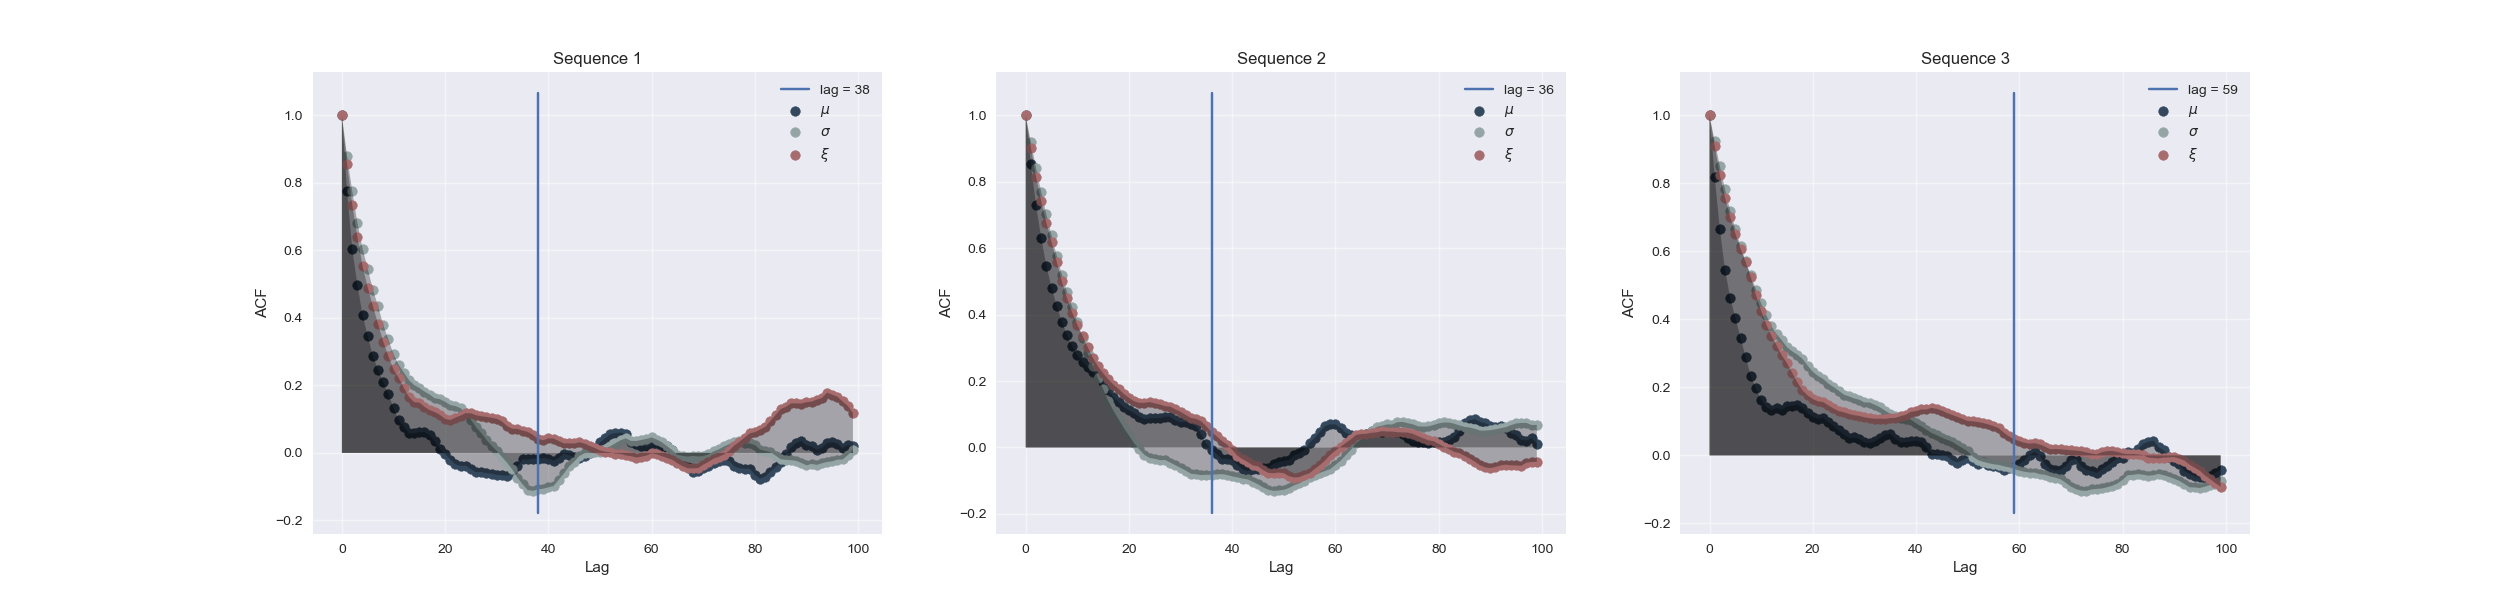 Sequence 1
lag = 38
μ
σ
ξ
1.0
0.8
0.6
0.4
0.2
0.0
−0.2
ACF
0 20 40 60 80 100
Lag
Sequence 2
lag = 36
μ
σ
ξ
1.0
0.8
0.6
0.4
0.2
0.0
−0.2
ACF
0 20 40 60 80 100
Lag
Sequence 3
lag = 59
μ
σ
ξ
1.0
0.8
0.6
0.4
0.2
0.0
−0.2
ACF
0 20 40 60 80 100
Lag